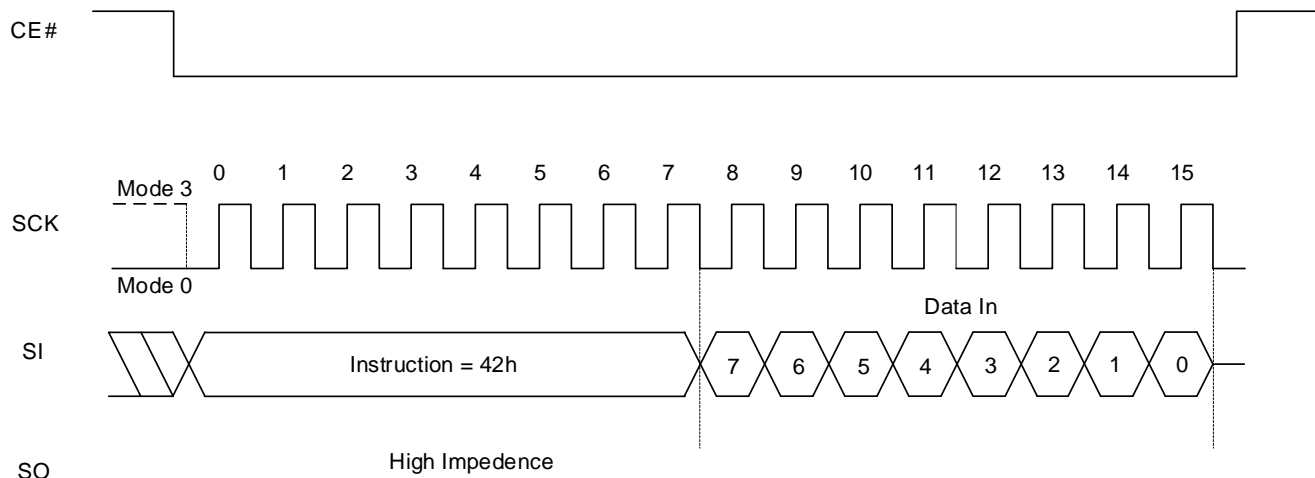 CE#
0 1 2 3 4 5 6 7 8 9 10 11 12 13 14 15
Mode 3
SCK
Mode 0
Data In
SI
Instruction = 42h
7 6 5 4 3 2 1 0
High Impedence
SO